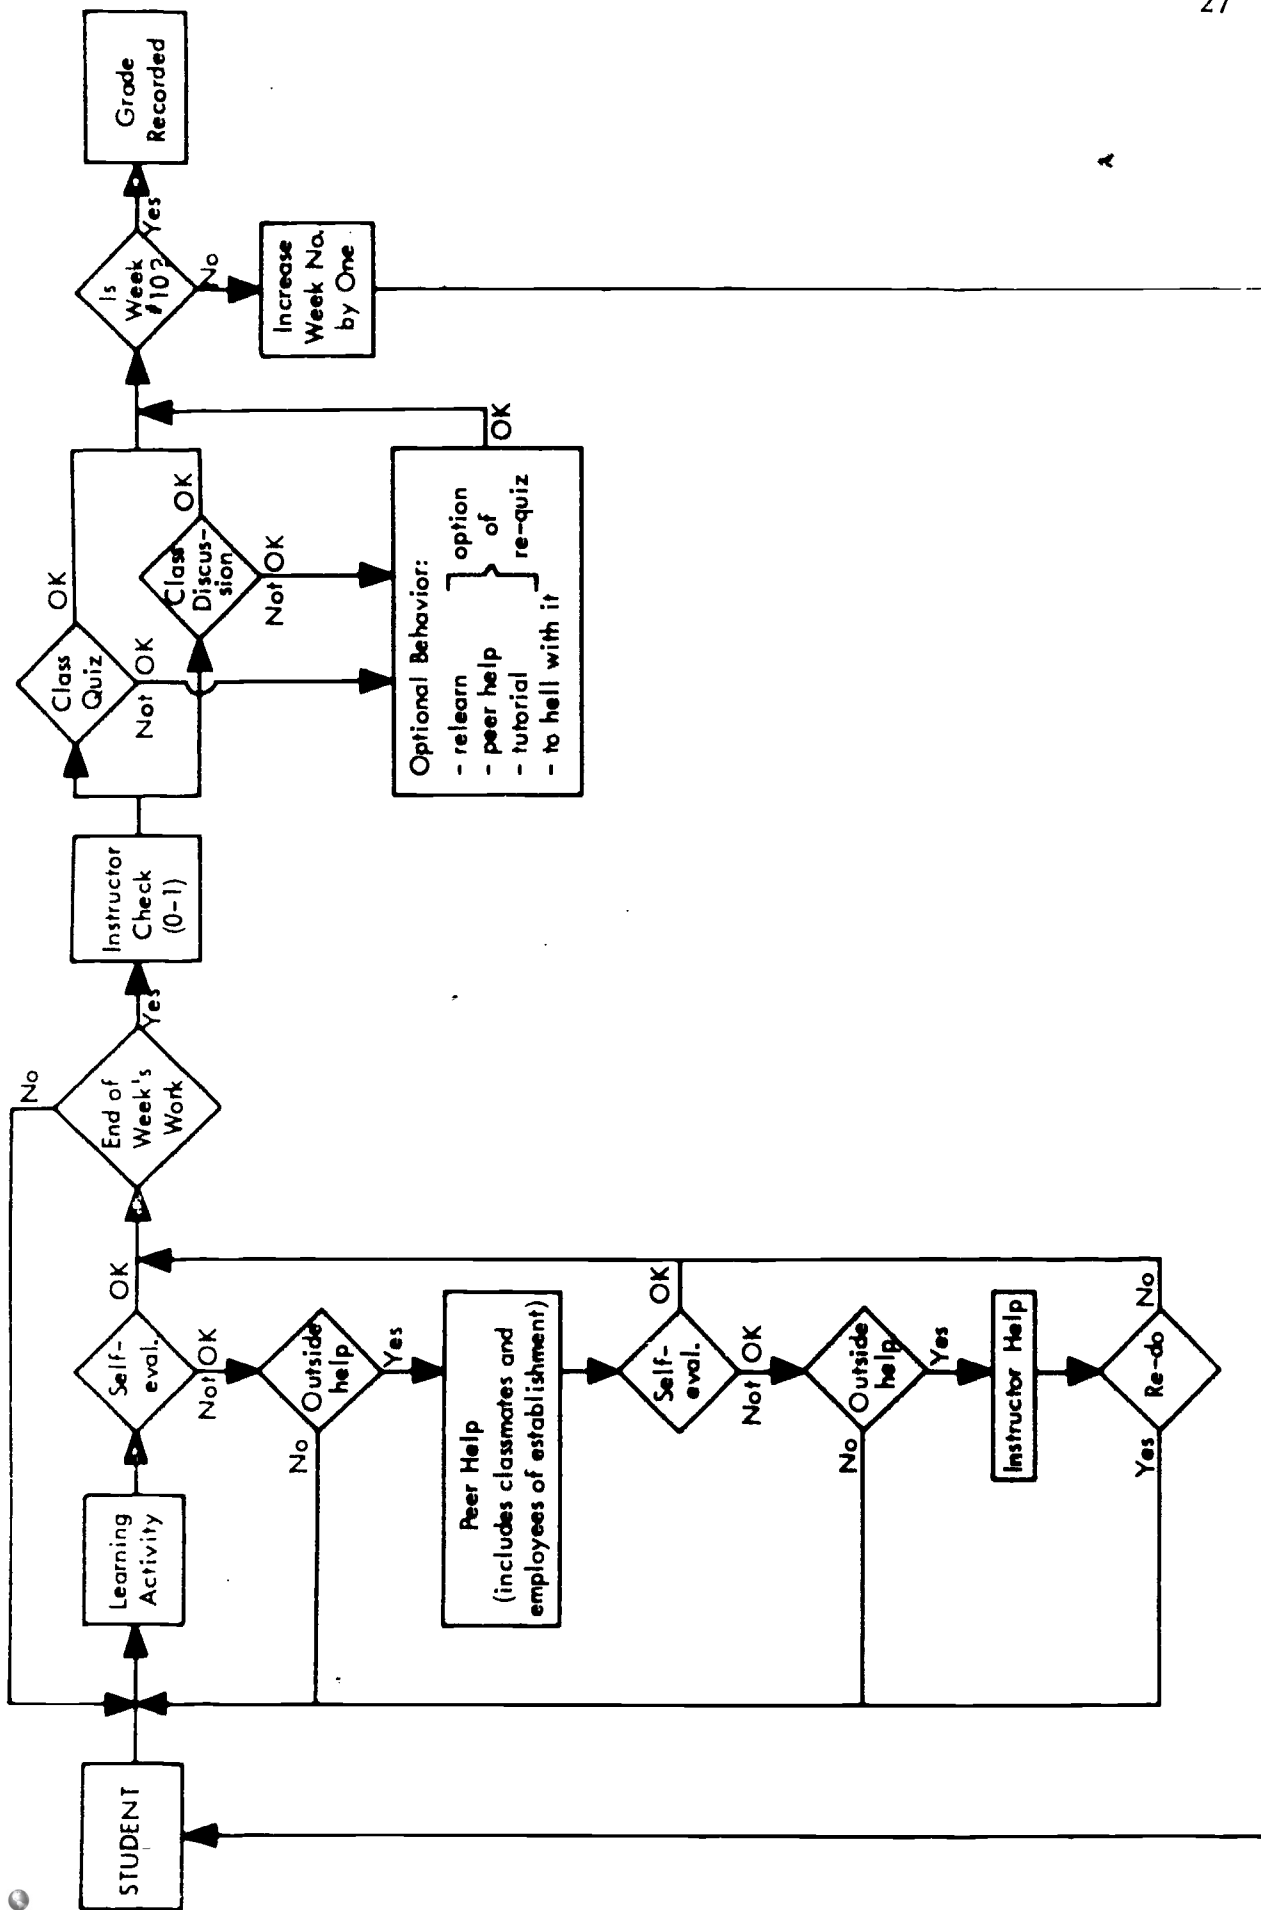 27
STUDENT
Learning
Activity
Self-
eval.
OK
Not OK
Outside
help
No
Yes
Peer Help
(includes classmates and
employees of establishment)
Self-
eval.
OK
Not OK
Outside
help
No
Yes
Instructor Help
Re-do
Yes
No
End of
Week's
Work
No
Yes
Instructor
Check
(0-1)
Class
Quiz
OK
Not OK
Class
Discus-
sion
OK
Not OK
Optional Behavior:
- relearn
- peer help
- tutorial
- to hell with it
option
of
re-quiz
OK
Is
Week
#10?
Yes
No
Increase
Week No.
by One
Grade
Recorded